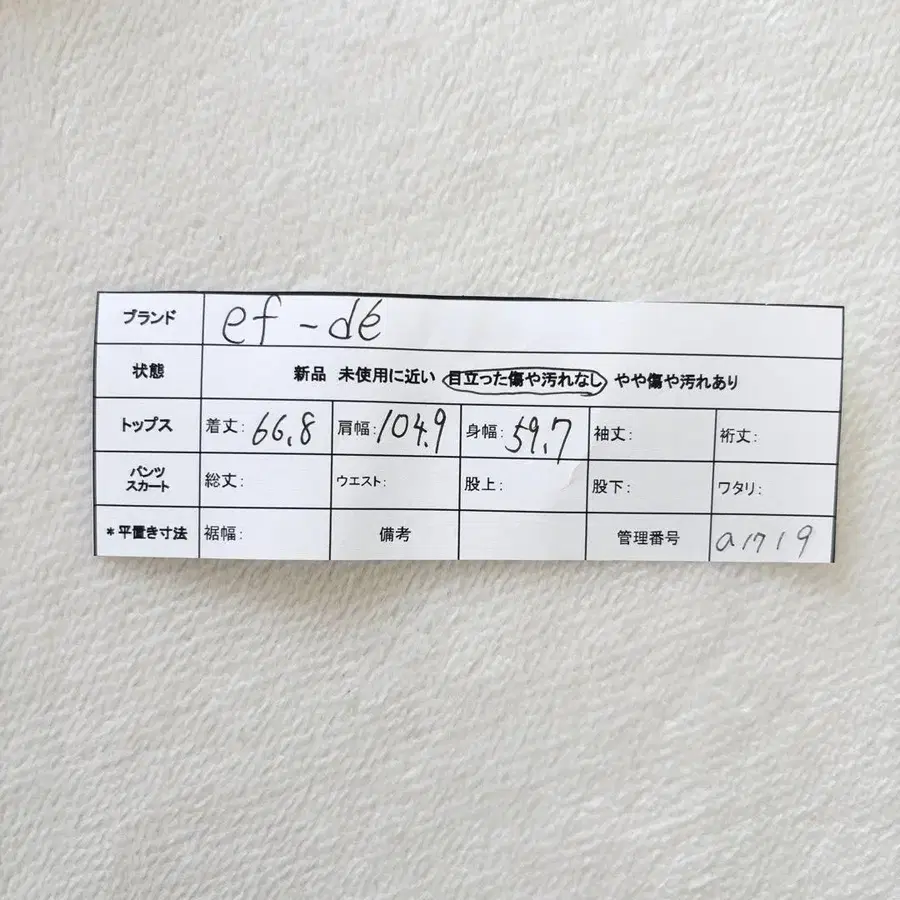 ブランド ef-dé
状態 新品 未使用に近い 目立った傷や汚れなし やや傷や汚れあり
トップス 着丈: 66.8 肩幅: 104.9 身幅: 59.7 袖丈: 裄丈:
パンツ
スカート 総丈: ウエスト: 股上: 股下: ワタリ:
*平置き寸法 裾幅: 備考 管理番号 a1719